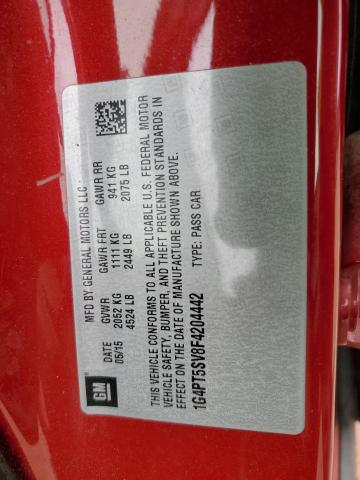 GM
MFD BY GENERAL MOTORS LLC
DATE GVWR GAWR FRT GAWR RR
05/15 2052 KG 1111 KG 941 KG
4524 LB 2449 LB 2075 LB
THIS VEHICLE CONFORMS TO ALL APPLICABLE U.S. FEDERAL MOTOR
VEHICLE SAFETY, BUMPER, AND THEFT PREVENTION STANDARDS IN
EFFECT ON THE DATE OF MANUFACTURE SHOWN ABOVE.
1G4PT5SV8F4204442 TYPE: PASS CAR